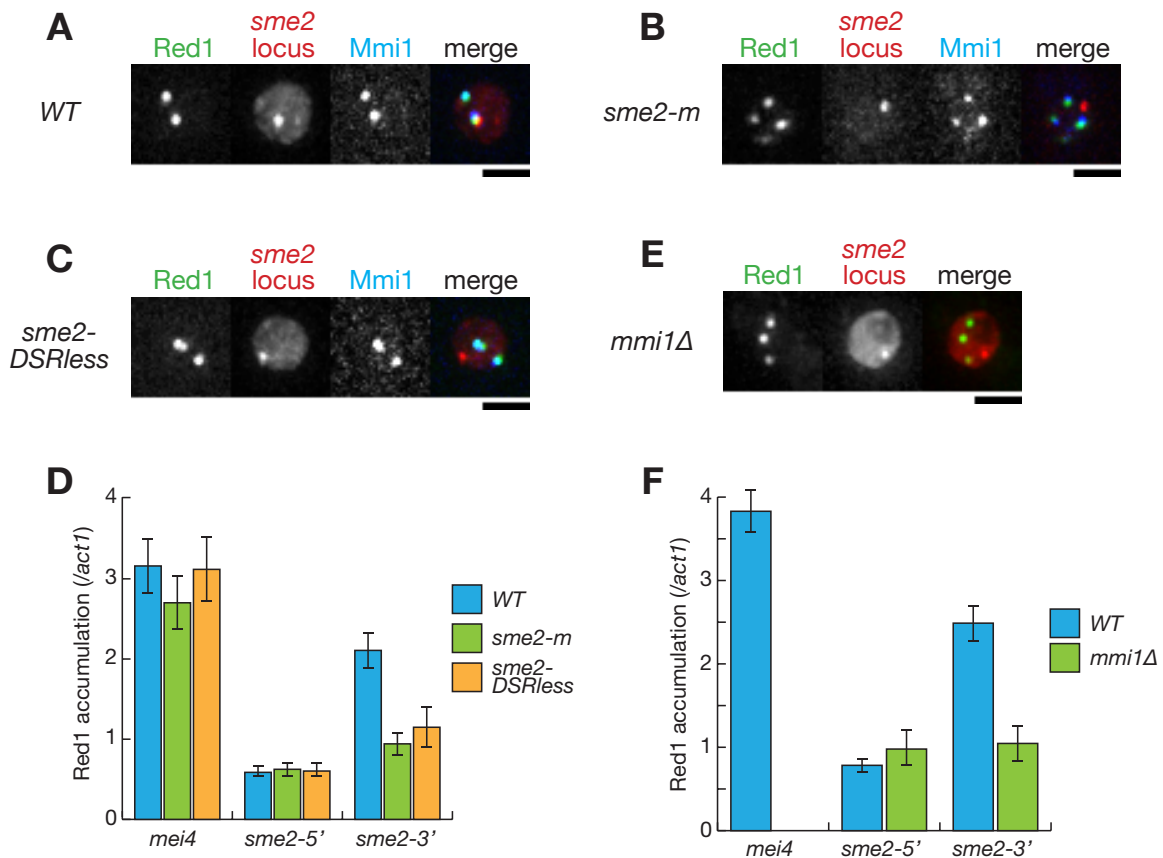 A
Red1 sme2 locus Mmi1 merge
WT
B
Red1 sme2 locus Mmi1 merge
sme2-m
C
Red1 sme2 locus Mmi1 merge
sme2-
DSRless
E
Red1 sme2 locus merge
mmi1Δ
D
Red1 accumulation (/act1)
4
3
2
1
0
mei4 sme2-5’ sme2-3’
WT
sme2-m
sme2-
DSRless
F
Red1 accumulation (/act1)
4
3
2
1
0
mei4 sme2-5’ sme2-3’
WT
mmi1Δ